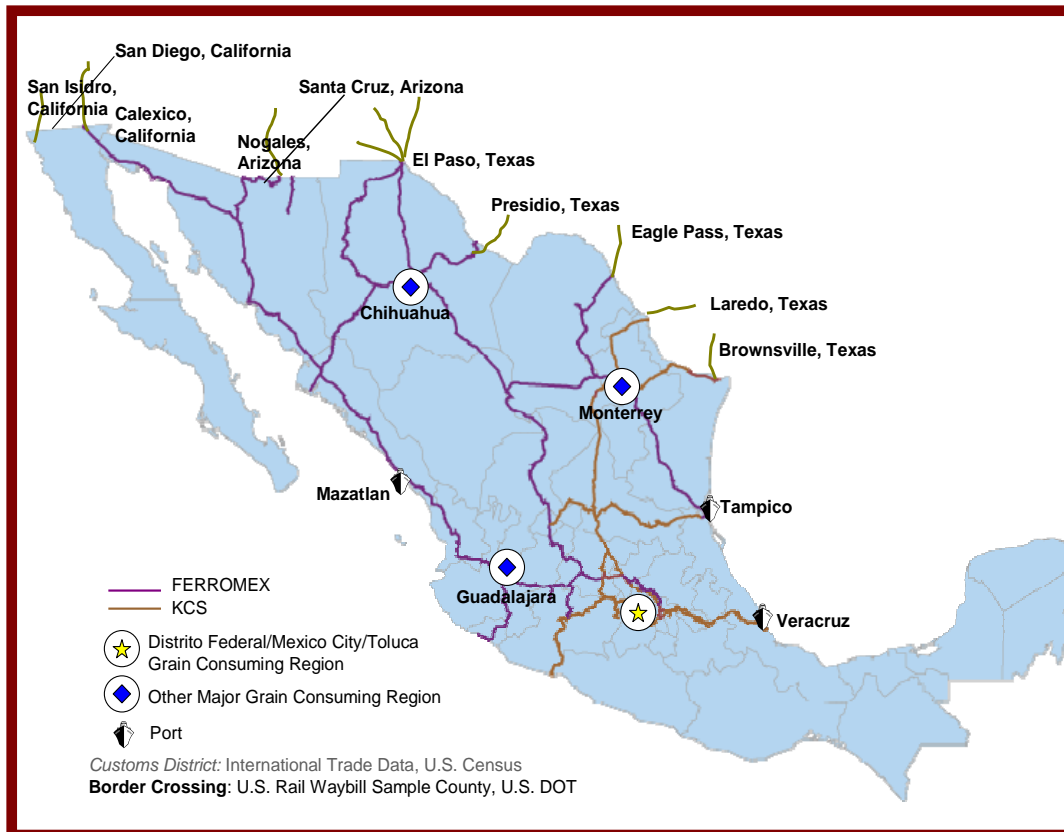 San Diego, California
San Isidro,
California
Calexico,
California
Santa Cruz, Arizona
Nogales,
Arizona
El Paso, Texas
Presidio, Texas
Eagle Pass, Texas
Laredo, Texas
Brownsville, Texas
Chihuahua
Monterrey
Mazatlan
Tampico
Guadalajara
Veracruz
FERROMEX
KCS
Distrito Federal/Mexico City/Toluca
Grain Consuming Region
Other Major Grain Consuming Region
Port
Customs District: International Trade Data, U.S. Census
Border Crossing: U.S. Rail Waybill Sample County, U.S. DOT